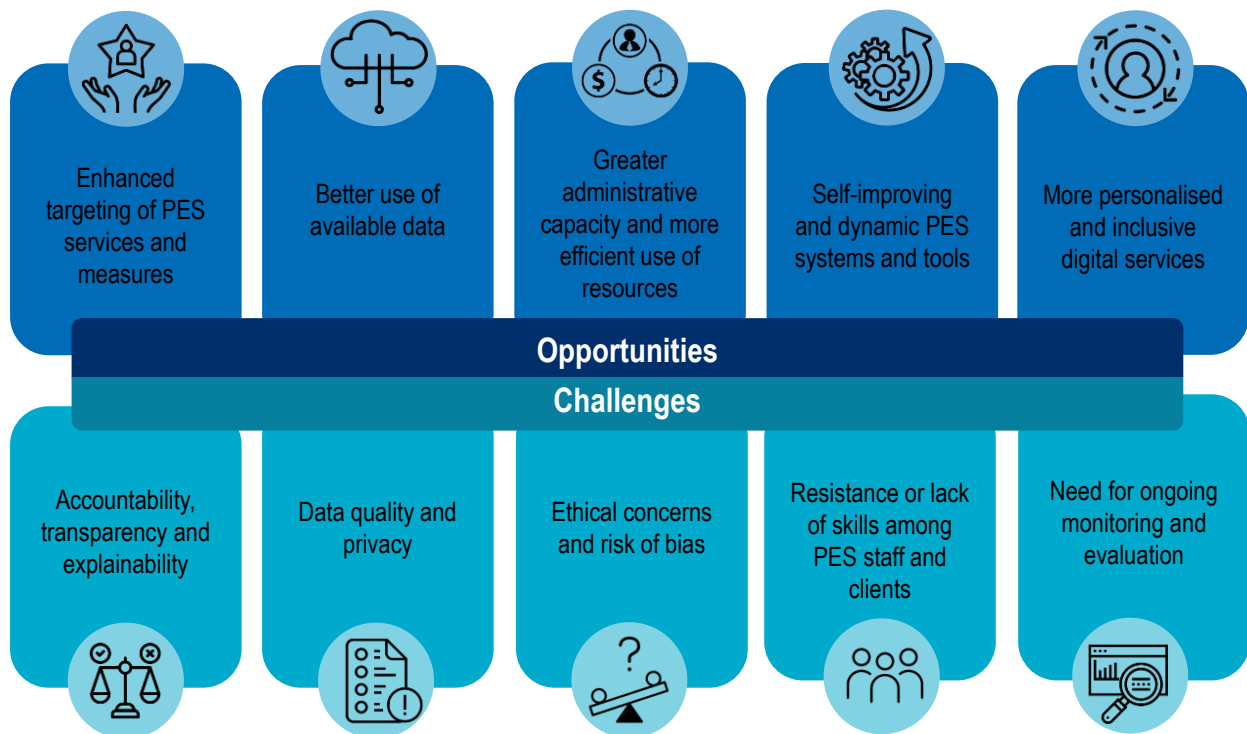 Enhanced
targeting of PES
services and
measures
Better use of
available data
$
Greater
administrative
capacity and more
efficient use of
resources
Self-improving
and dynamic PES
systems and tools
More personalised
and inclusive
digital services
Opportunities
Challenges
Accountability,
transparency and
explainability
Data quality and
privacy
!
Ethical concerns
and risk of bias
?
Resistance or lack
of skills among
PES staff and
clients
Need for ongoing
monitoring and
evaluation